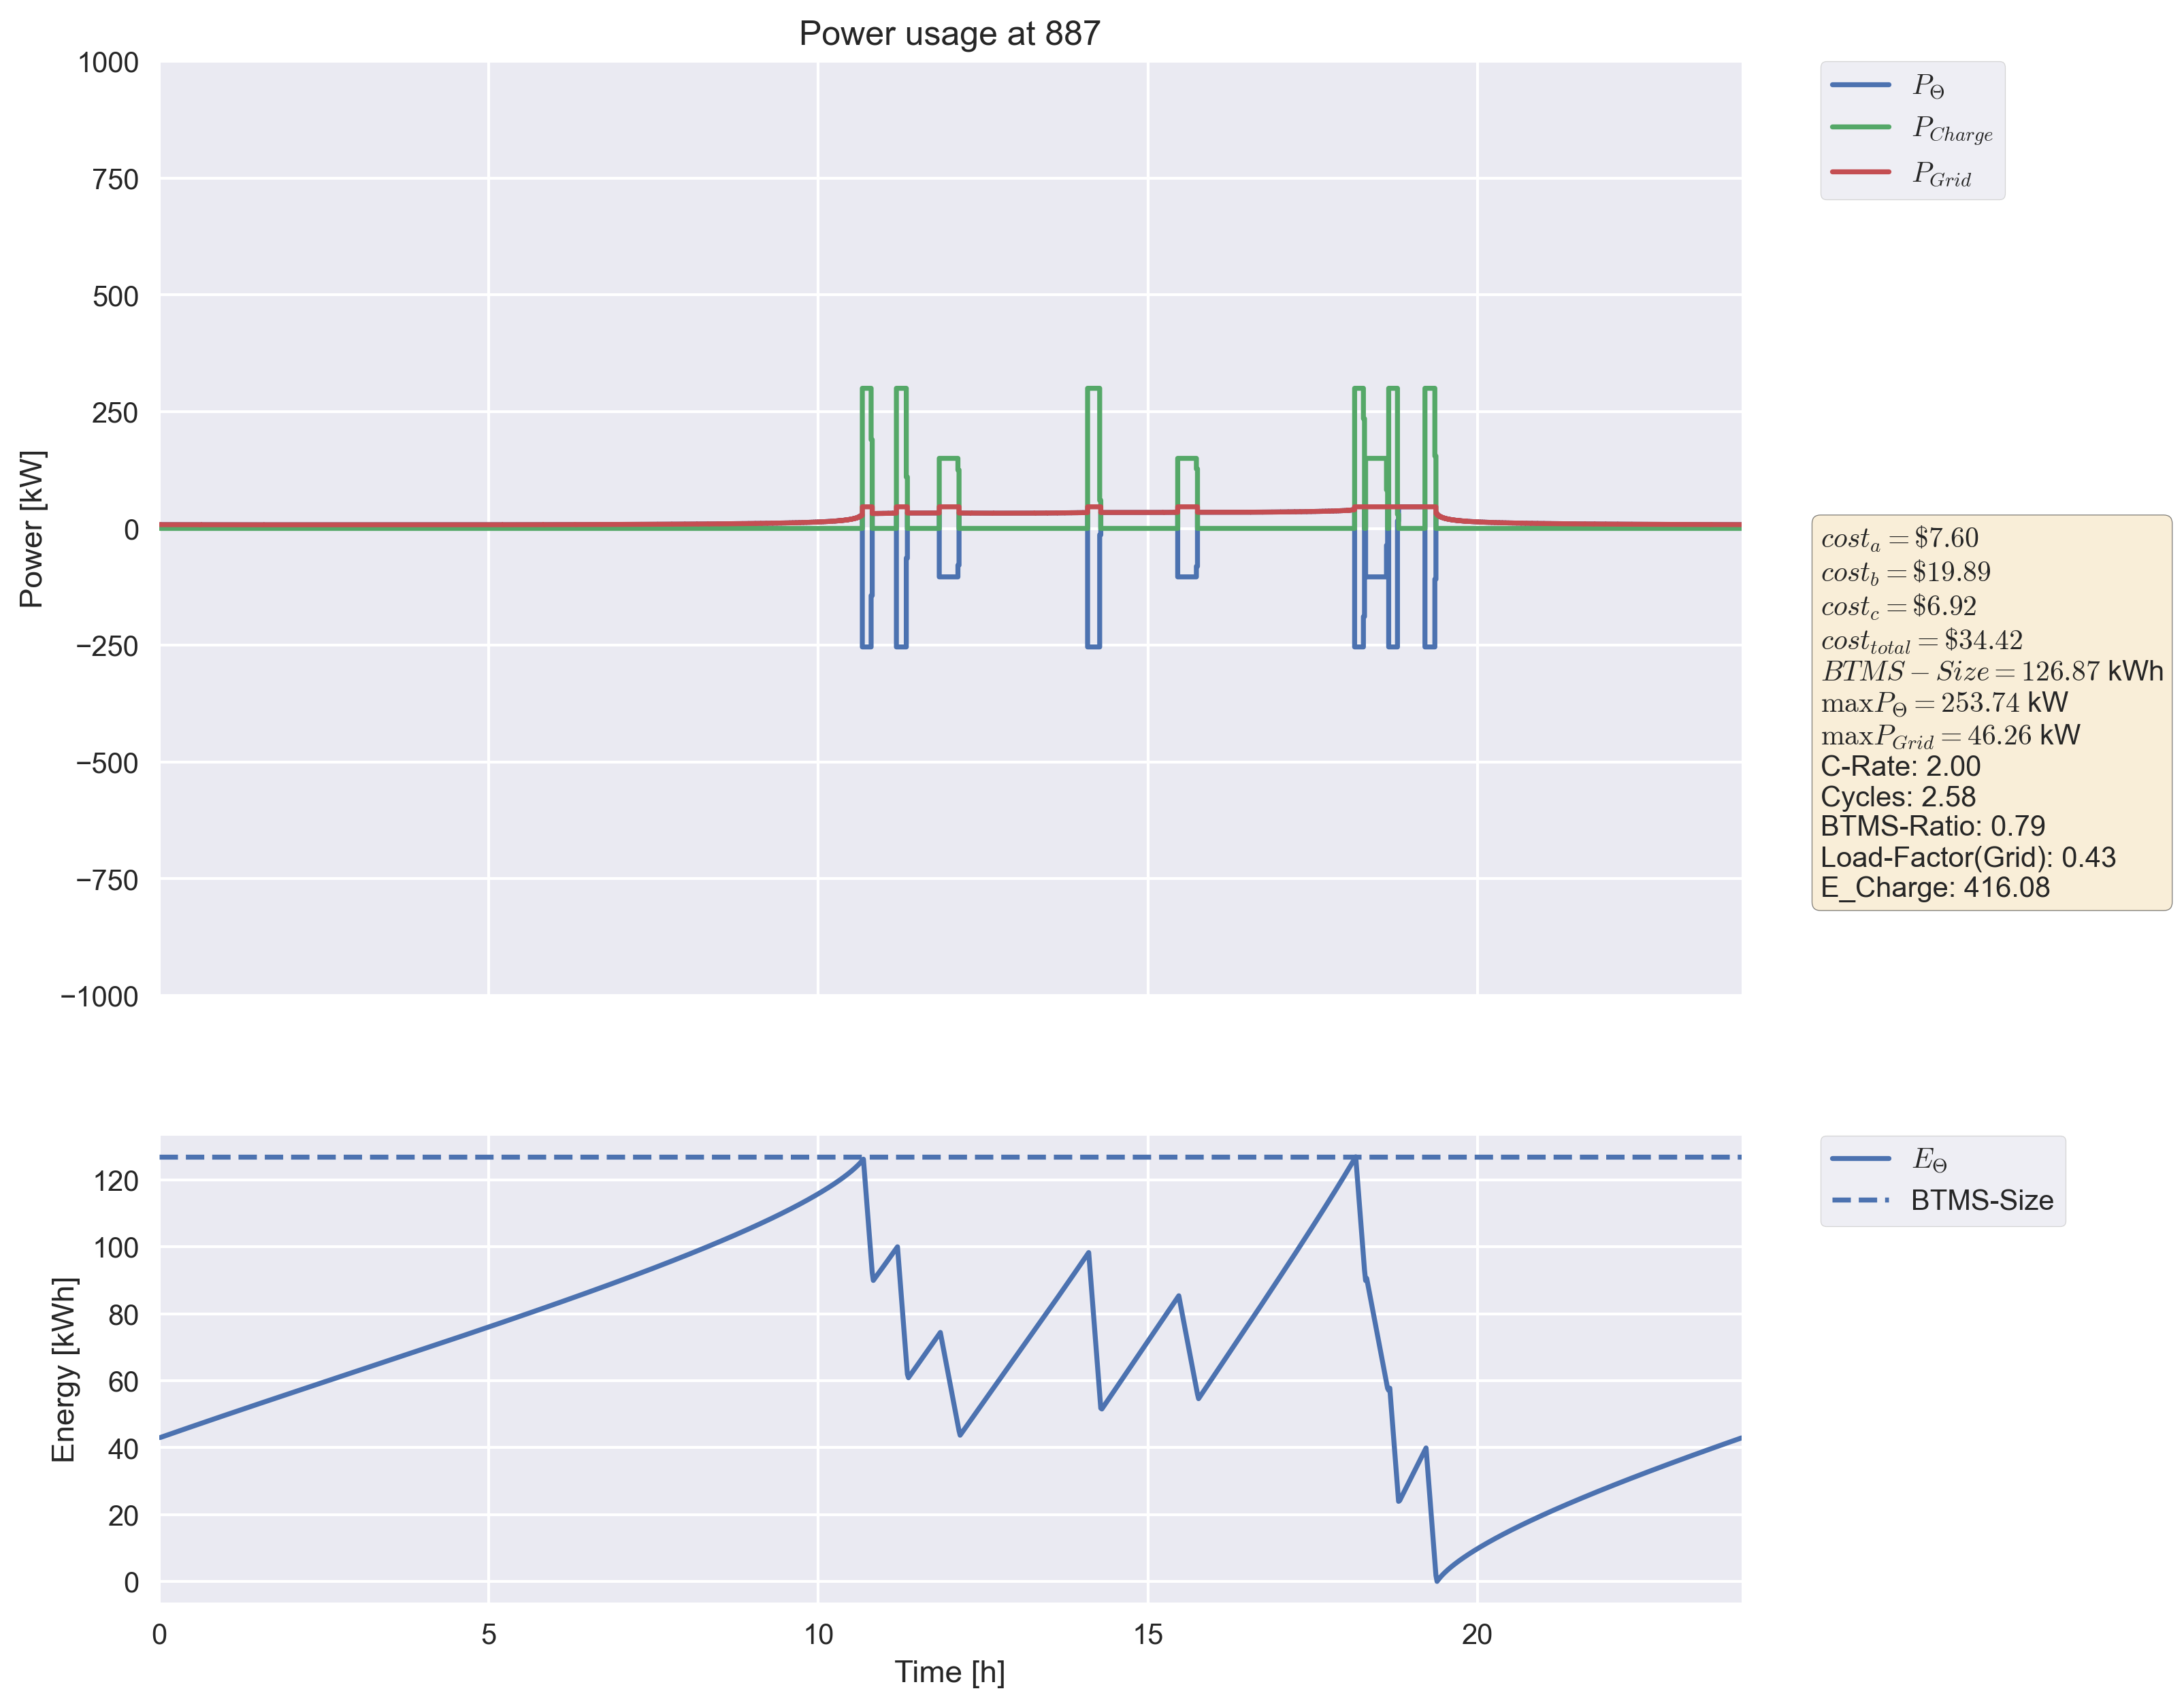 Power usage at 887
1000
750
500
250
0
−250
−500
−750
−1000
Power [kW]
P_Θ
P_Charge
P_Grid
cost_a = $7.60
cost_b = $19.89
cost_c = $6.92
cost_total = $34.42
BTMS − Size = 126.87 kWh
maxP_Θ = 253.74 kW
maxP_Grid = 46.26 kW
C-Rate: 2.00
Cycles: 2.58
BTMS-Ratio: 0.79
Load-Factor(Grid): 0.43
E_Charge: 416.08
120
100
80
60
40
20
0
Energy [kWh]
E_Θ
BTMS-Size
0 5 10 15 20
Time [h]